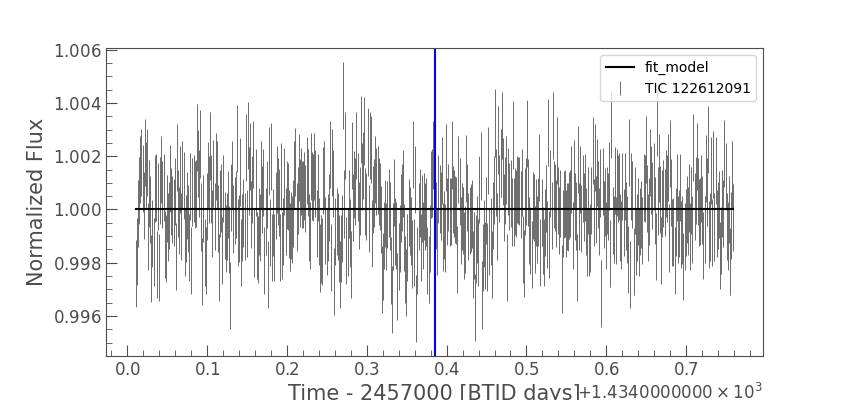 1.006
1.004
1.002
1.000
0.998
0.996
Normalized Flux
fit_model
TIC 122612091
0.0 0.1 0.2 0.3 0.4 0.5 0.6 0.7
Time - 2457000 [BTJD days]
+1.4340000000 × 10³